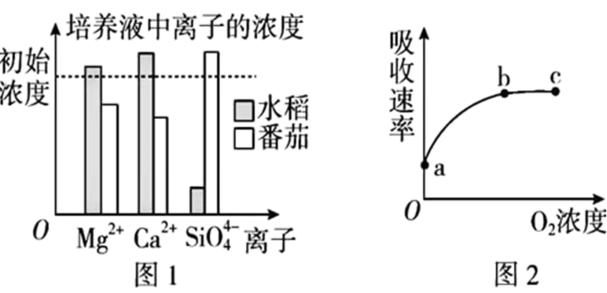 培养液中离子的浓度
初始
浓度
水稻
番茄
O
Mg²⁺ Ca²⁺ SiO₄⁴⁻ 离子
图1
吸收速率
a
b
c
O
O₂浓度
图2